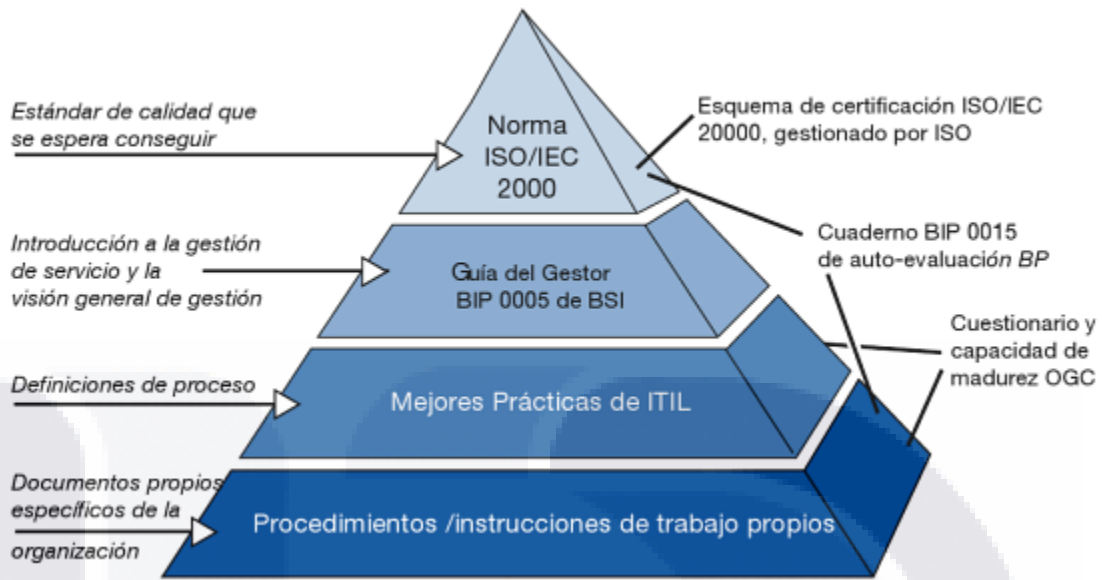 Estándar de calidad que
se espera conseguir
Norma
ISO/IEC
2000
Esquema de certificación ISO/IEC
20000, gestionado por ISO
Introducción a la gestión
de servicio y la
visión general de gestión
Guía del Gestor
BIP 0005 de BSI
Cuaderno BIP 0015
de auto-evaluación BP
Definiciones de proceso
Mejores Prácticas de ITIL
Cuestionario y
capacidad de
madurez OGC
Documentos propios
específicos de la
organización
Procedimientos /instrucciones de trabajo propios